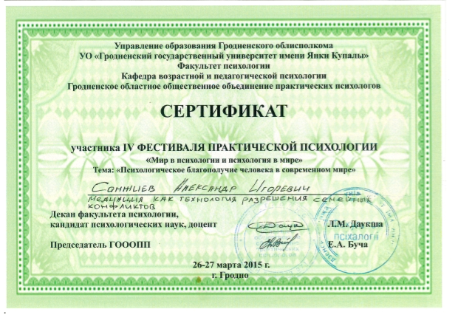 Управление образования Гродненского облисполкома
УО «Гродненский государственный университет имени Янки Купалы»
Факультет психологии
Кафедра возрастной и педагогической психологии
Гродненское областное общественное объединение практических психологов
СЕРТИФИКАТ
участника IV ФЕСТИВАЛЯ ПРАКТИЧЕСКОЙ ПСИХОЛОГИИ
«Мир в психологии и психология в мире»
Тема: «Психологическое благополучие человека в современном мире»
Александр Игоревич
МЕДИАЦИЯ КАК ТЕХНОЛОГИЯ РАЗРЕШЕНИЯ СЕМЕЙНЫХ
КОНФЛИКТОВ
Декан факультета психологии,
кандидат психологических наук, доцент
Л.М. Даукша
Председатель ГОООПП
Е.А. Буча
псіхалогіі
26-27 марта 2015 г.
г. Гродно